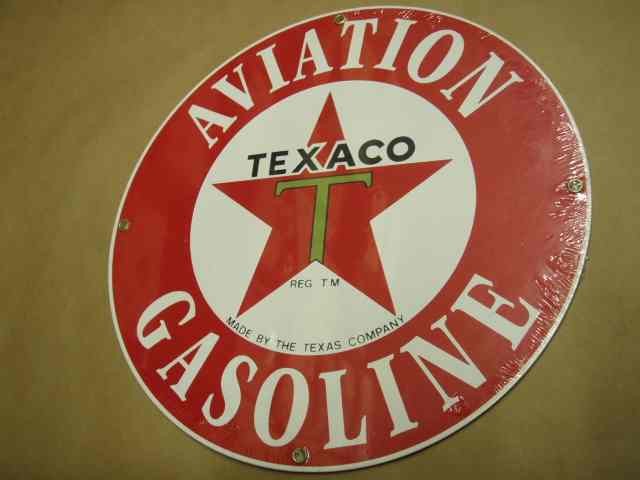 AVIATION
TEXACO
T
REG TM
MADE BY THE TEXAS COMPANY
GASOLINE